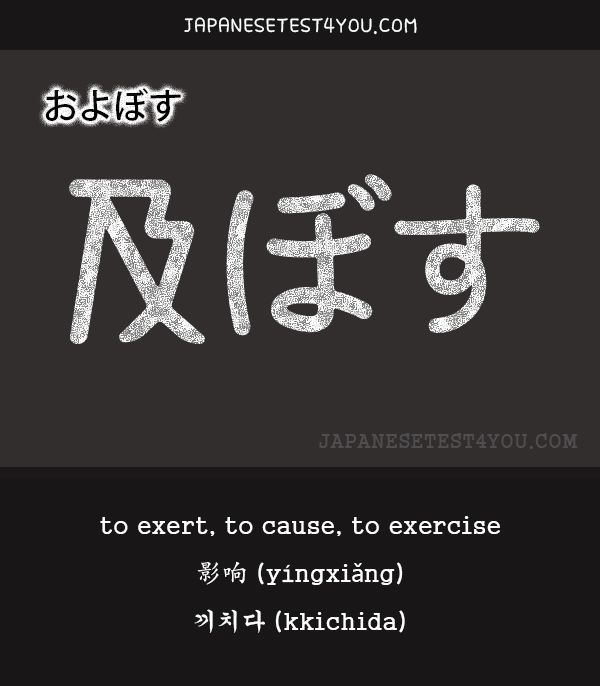 JAPANESETEST4YOU.COM
およぼす
及ぼす
JAPANESETEST4YOU.COM
to exert, to cause, to exercise
影响 (yíngxiǎng)
끼치다 (kkichida)